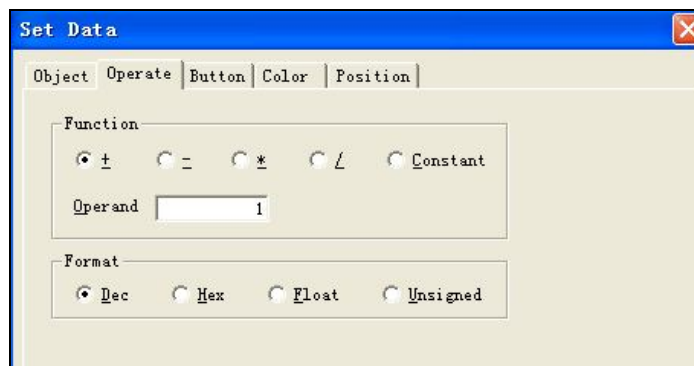 Set Data
Object Operate Button Color Position
Function
+ - * / Constant
Operand 1
Format
Dec Hex Float Unsigned